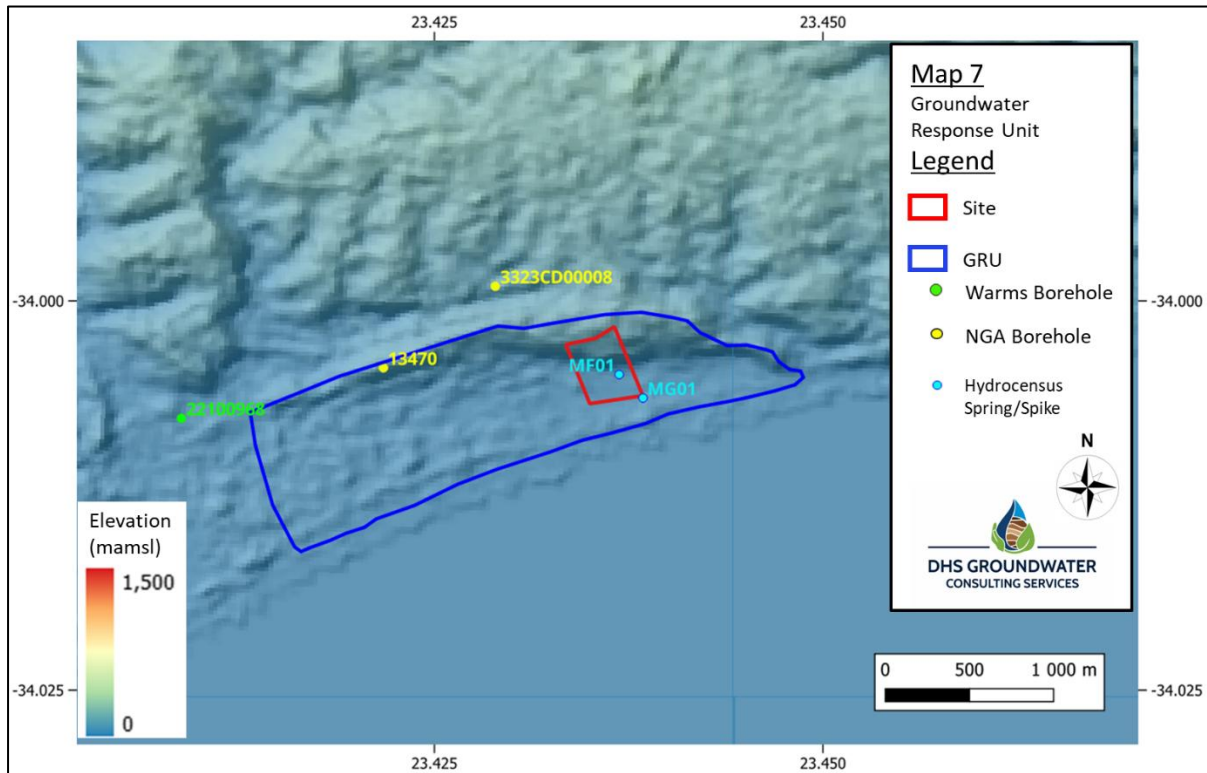 23.425 23.450
Map 7
Groundwater
Response Unit
Legend
Site
GRU
Warms Borehole
NGA Borehole
Hydrocensus
Spring/Spike
N
DHS GROUNDWATER
CONSULTING SERVICES
3323CD00008
-34.000 -34.000
13470
MF01
MG01
22100968
Elevation
(mamsl)
1,500
0
0 500 1 000 m
-34.025 -34.025
23.425 23.450